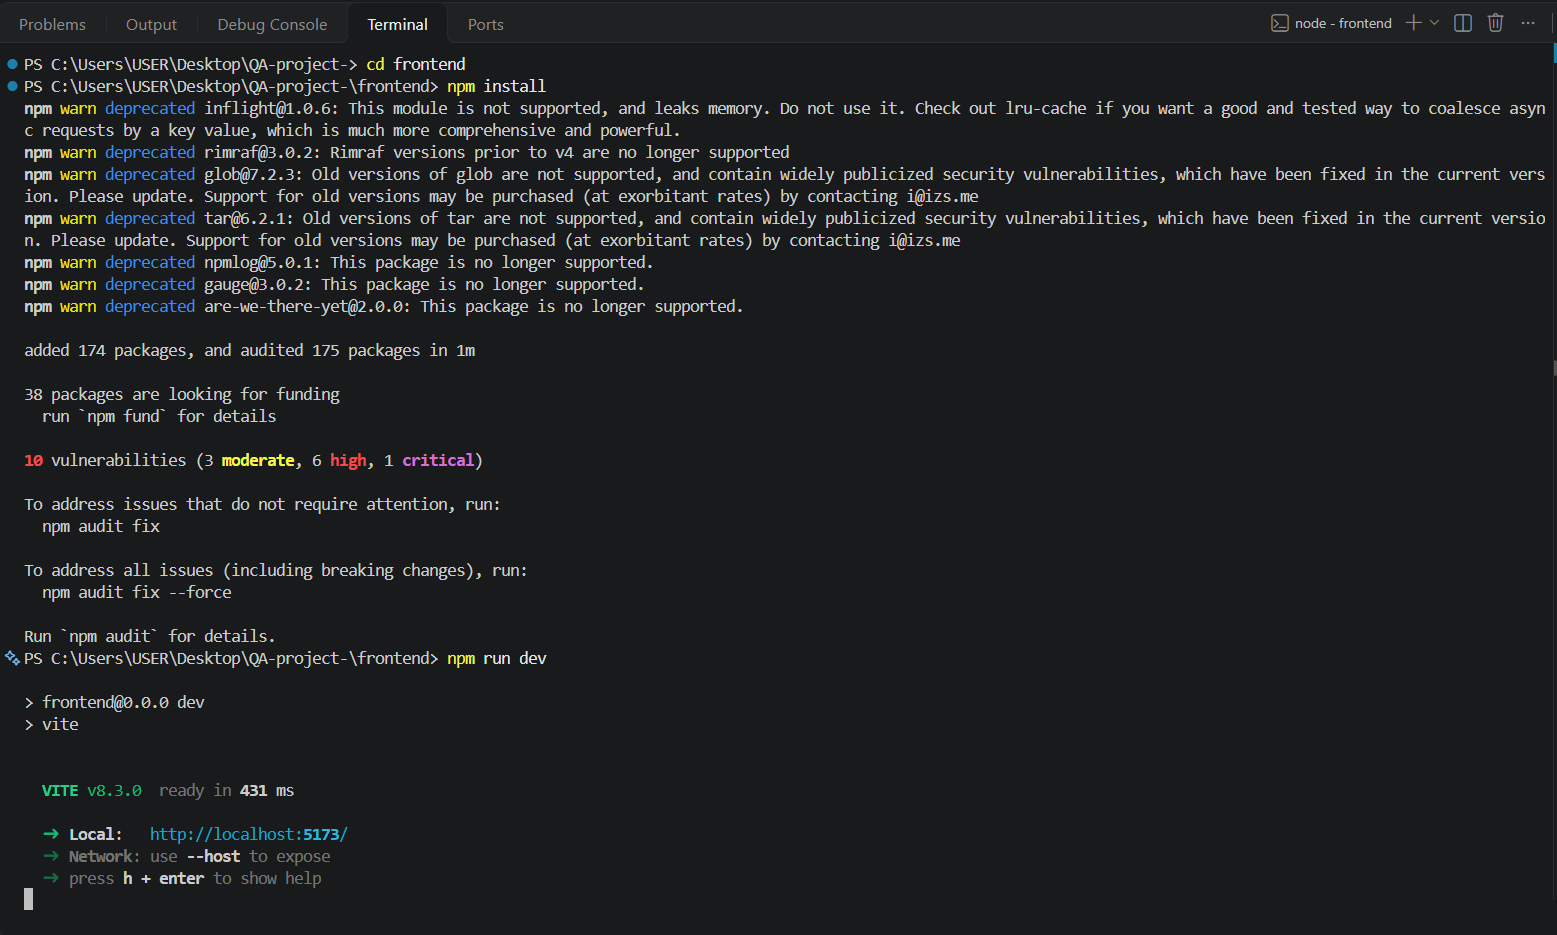 Problems Output Debug Console Terminal Ports node - frontend
PS C:\Users\USER\Desktop\QA-project-> cd frontend
PS C:\Users\USER\Desktop\QA-project-\frontend> npm install
npm warn deprecated inflight@1.0.6: This module is not supported, and leaks memory. Do not use it. Check out lru-cache if you want a good and tested way to coalesce asyn
c requests by a key value, which is much more comprehensive and powerful.
npm warn deprecated rimraf@3.0.2: Rimraf versions prior to v4 are no longer supported
npm warn deprecated glob@7.2.3: Old versions of glob are not supported, and contain widely publicized security vulnerabilities, which have been fixed in the current vers
ion. Please update. Support for old versions may be purchased (at exorbitant rates) by contacting i@izs.me
npm warn deprecated tar@6.2.1: Old versions of tar are not supported, and contain widely publicized security vulnerabilities, which have been fixed in the current versio
n. Please update. Support for old versions may be purchased (at exorbitant rates) by contacting i@izs.me
npm warn deprecated npmlog@5.0.1: This package is no longer supported.
npm warn deprecated gauge@3.0.2: This package is no longer supported.
npm warn deprecated are-we-there-yet@2.0.0: This package is no longer supported.
added 174 packages, and audited 175 packages in 1m
38 packages are looking for funding
run `npm fund` for details
10 vulnerabilities (3 moderate, 6 high, 1 critical)
To address issues that do not require attention, run:
npm audit fix
To address all issues (including breaking changes), run:
npm audit fix --force
Run `npm audit` for details.
PS C:\Users\USER\Desktop\QA-project-\frontend> npm run dev
> frontend@0.0.0 dev
> vite
VITE v8.3.0 ready in 431 ms
➜ Local: http://localhost:5173/
➜ Network: use --host to expose
➜ press h + enter to show help